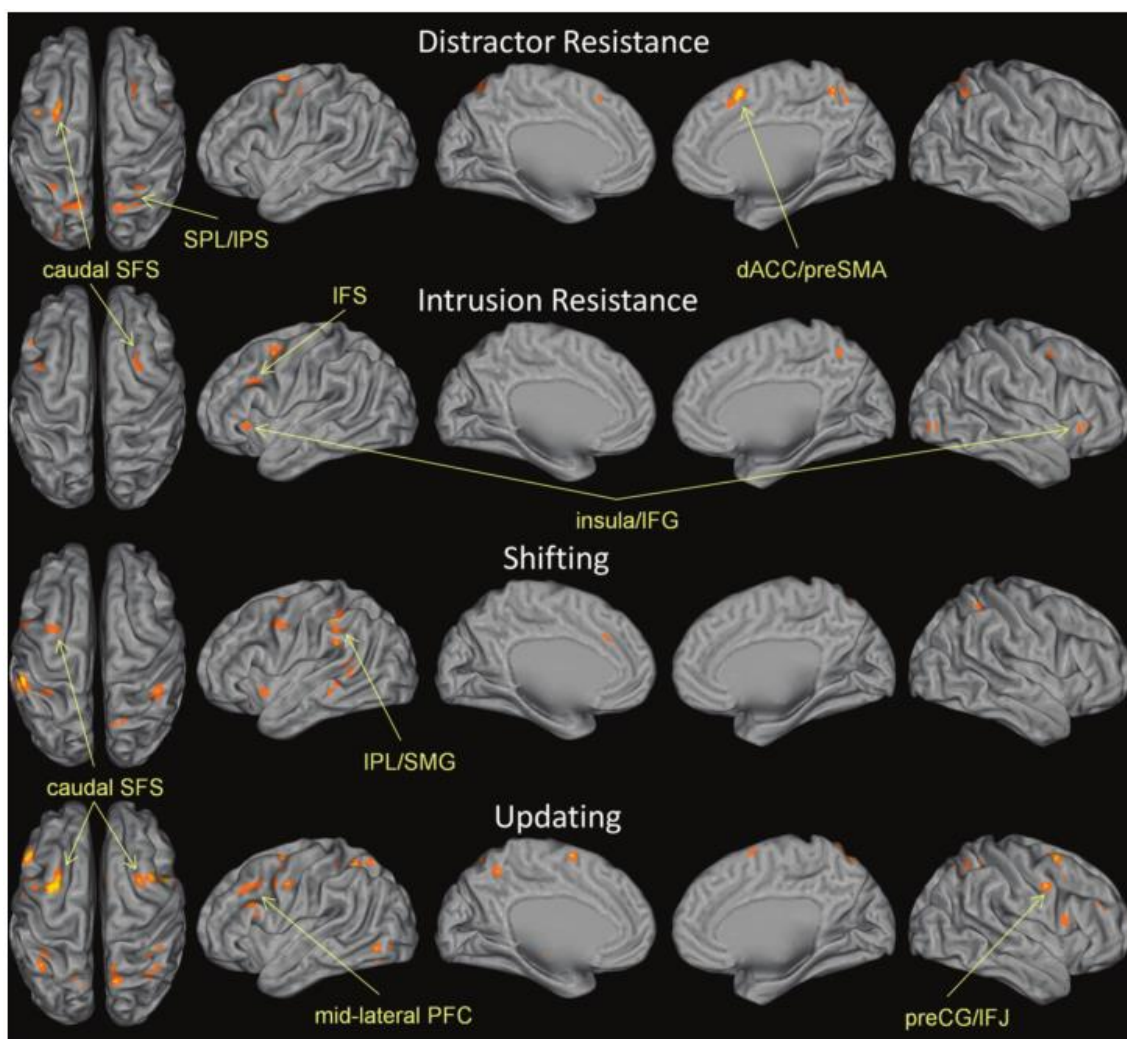 Distractor Resistance
SPL/IPS
caudal SFS
dACC/preSMA
IFS
Intrusion Resistance
insula/IFG
Shifting
IPL/SMG
caudal SFS
Updating
mid-lateral PFC
preCG/IFJ